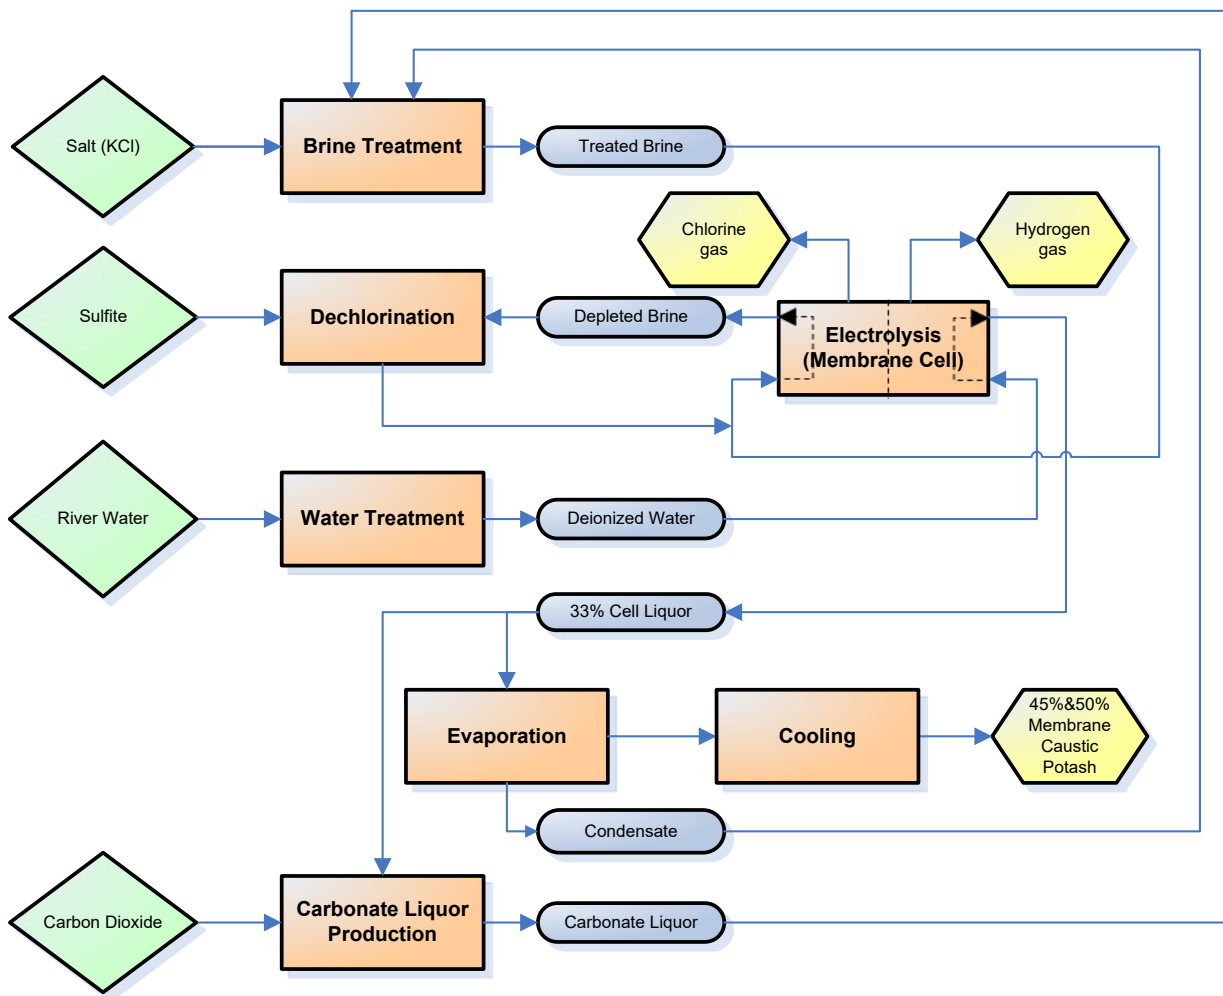 Salt (KCl)
Brine Treatment
Treated Brine
Chlorine
gas
Hydrogen
gas
Sulfite
Dechlorination
Depleted Brine
Electrolysis
(Membrane Cell)
River Water
Water Treatment
Deionized Water
33% Cell Liquor
Evaporation
Cooling
45%&50%
Membrane
Caustic
Potash
Condensate
Carbon Dioxide
Carbonate Liquor
Production
Carbonate Liquor